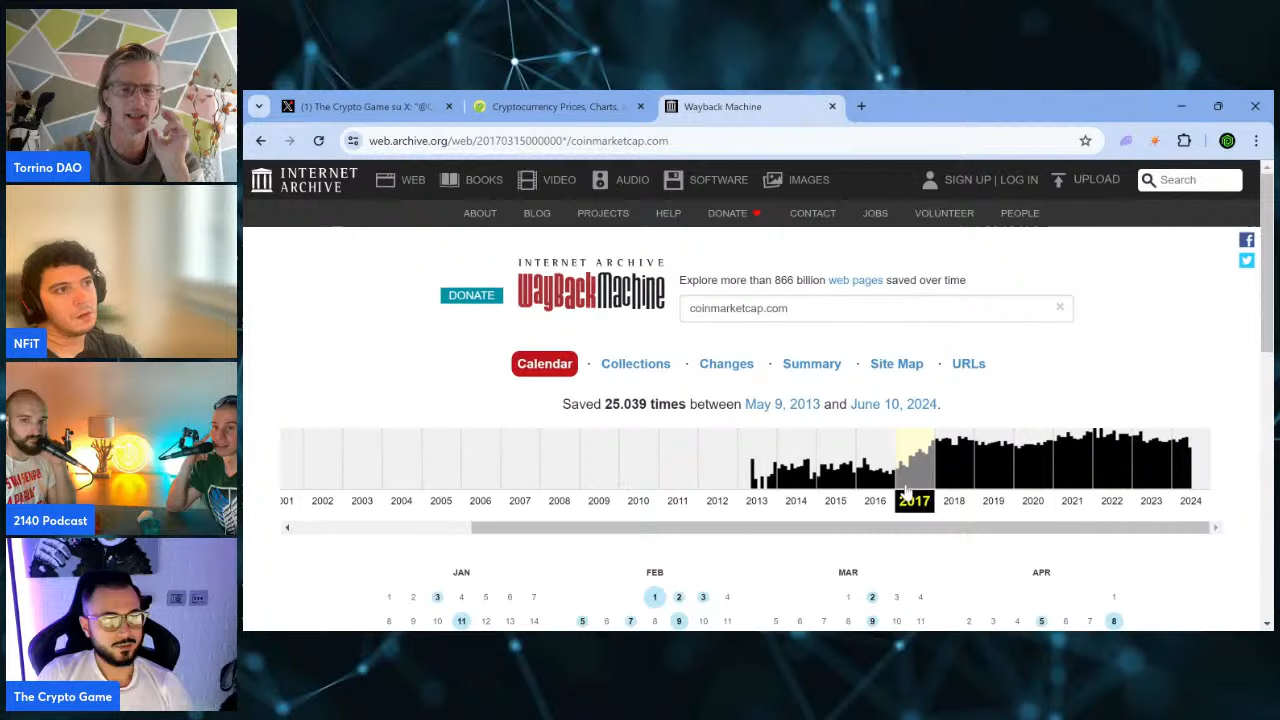 Torrino DAO
NFiT
2140 Podcast
The Crypto Game
(1) The Crypto Game su X: "@C
Cryptocurrency Prices, Charts, a
Wayback Machine
web.archive.org/web/20170315000000*/coinmarketcap.com
INTERNET ARCHIVE
WEB BOOKS VIDEO AUDIO SOFTWARE IMAGES
SIGN UP | LOG IN UPLOAD Search
ABOUT BLOG PROJECTS HELP DONATE CONTACT JOBS VOLUNTEER PEOPLE
DONATE
INTERNET ARCHIVE
WayBackMachine
Explore more than 866 billion web pages saved over time
coinmarketcap.com
Calendar · Collections · Changes · Summary · Site Map · URLs
Saved 25.039 times between May 9, 2013 and June 10, 2024.
001 2002 2003 2004 2005 2006 2007 2008 2009 2010 2011 2012 2013 2014 2015 2016 2017 2018 2019 2020 2021 2022 2023 2024
JAN FEB MAR APR
1 2 3 4 5 6 7 1 2 3 4 1 2 3 4 1
8 9 10 11 12 13 14 5 6 7 8 9 10 11 5 6 7 8 9 10 11 2 3 4 5 6 7 8